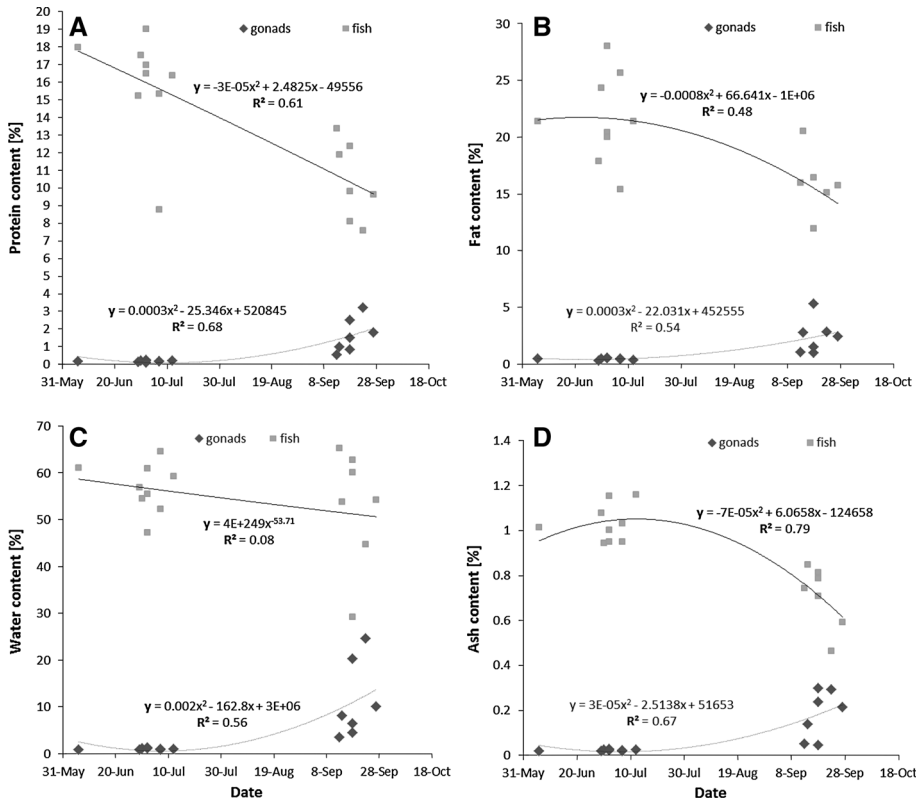 A
gonads fish
20
19
18
17
16
15
14
13
12
11
10
9
8
7
6
5
4
3
2
1
0
Protein content [%]
y = -3E-05x² + 2.4825x - 49556
R² = 0.61
y = 0.0003x² - 25.346x + 520845
R² = 0.68
31-May 20-Jun 10-Jul 30-Jul 19-Aug 8-Sep 28-Sep 18-Oct
B
gonads fish
30
25
20
15
10
5
0
Fat content [%]
y = -0.0008x² + 66.641x - 1E+06
R² = 0.48
y = 0.0003x² - 22.031x + 452555
R² = 0.54
31-May 20-Jun 10-Jul 30-Jul 19-Aug 8-Sep 28-Sep 18-Oct
C
gonads fish
70
60
50
40
30
20
10
0
Water content [%]
y = 4E+249x⁻⁵³·⁷¹
R² = 0.08
y = 0.002x² - 162.8x + 3E+06
R² = 0.56
31-May 20-Jun 10-Jul 30-Jul 19-Aug 8-Sep 28-Sep 18-Oct
Date
D
gonads fish
1.4
1.2
1
0.8
0.6
0.4
0.2
0
Ash content [%]
y = -7E-05x² + 6.0658x - 124658
R² = 0.79
y = 3E-05x² - 2.5138x + 51653
R² = 0.67
31-May 20-Jun 10-Jul 30-Jul 19-Aug 8-Sep 28-Sep 18-Oct
Date